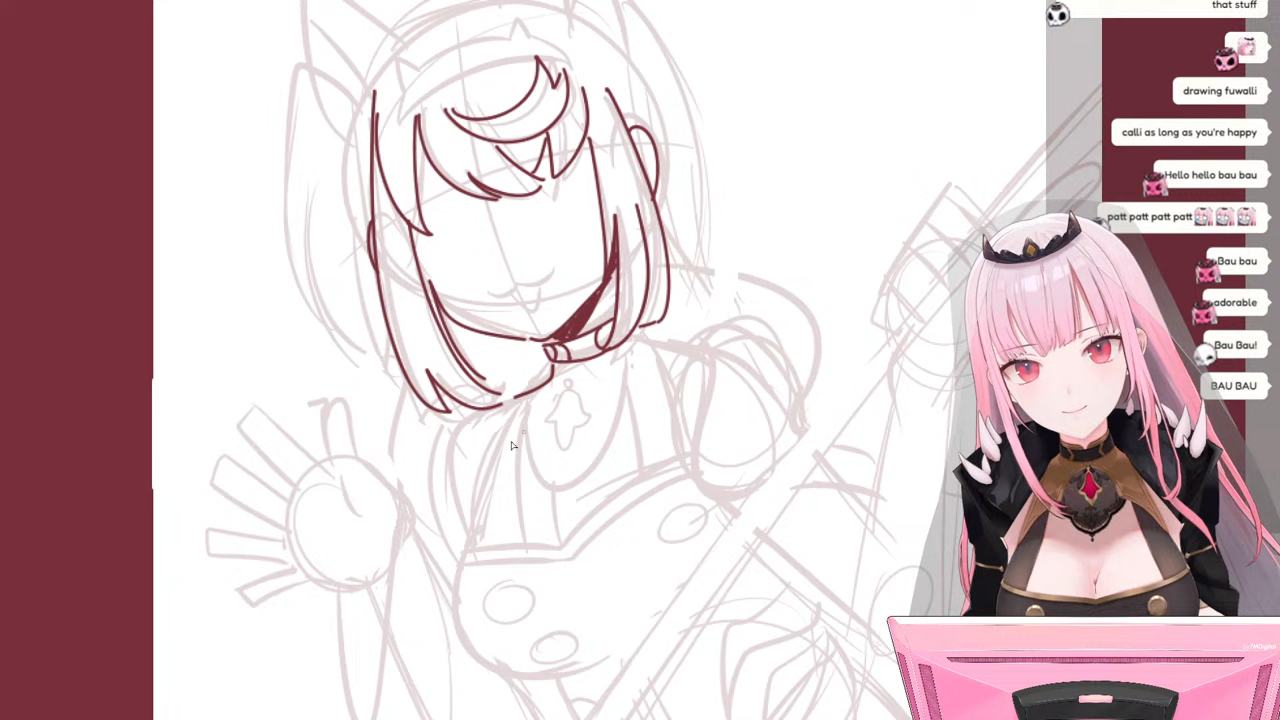 that stuff
drawing fuwalli
calli as long as you're happy
Hello hello bau bau
patt patt patt patt
Bau bau
adorable
Bau Bau!
BAU BAU